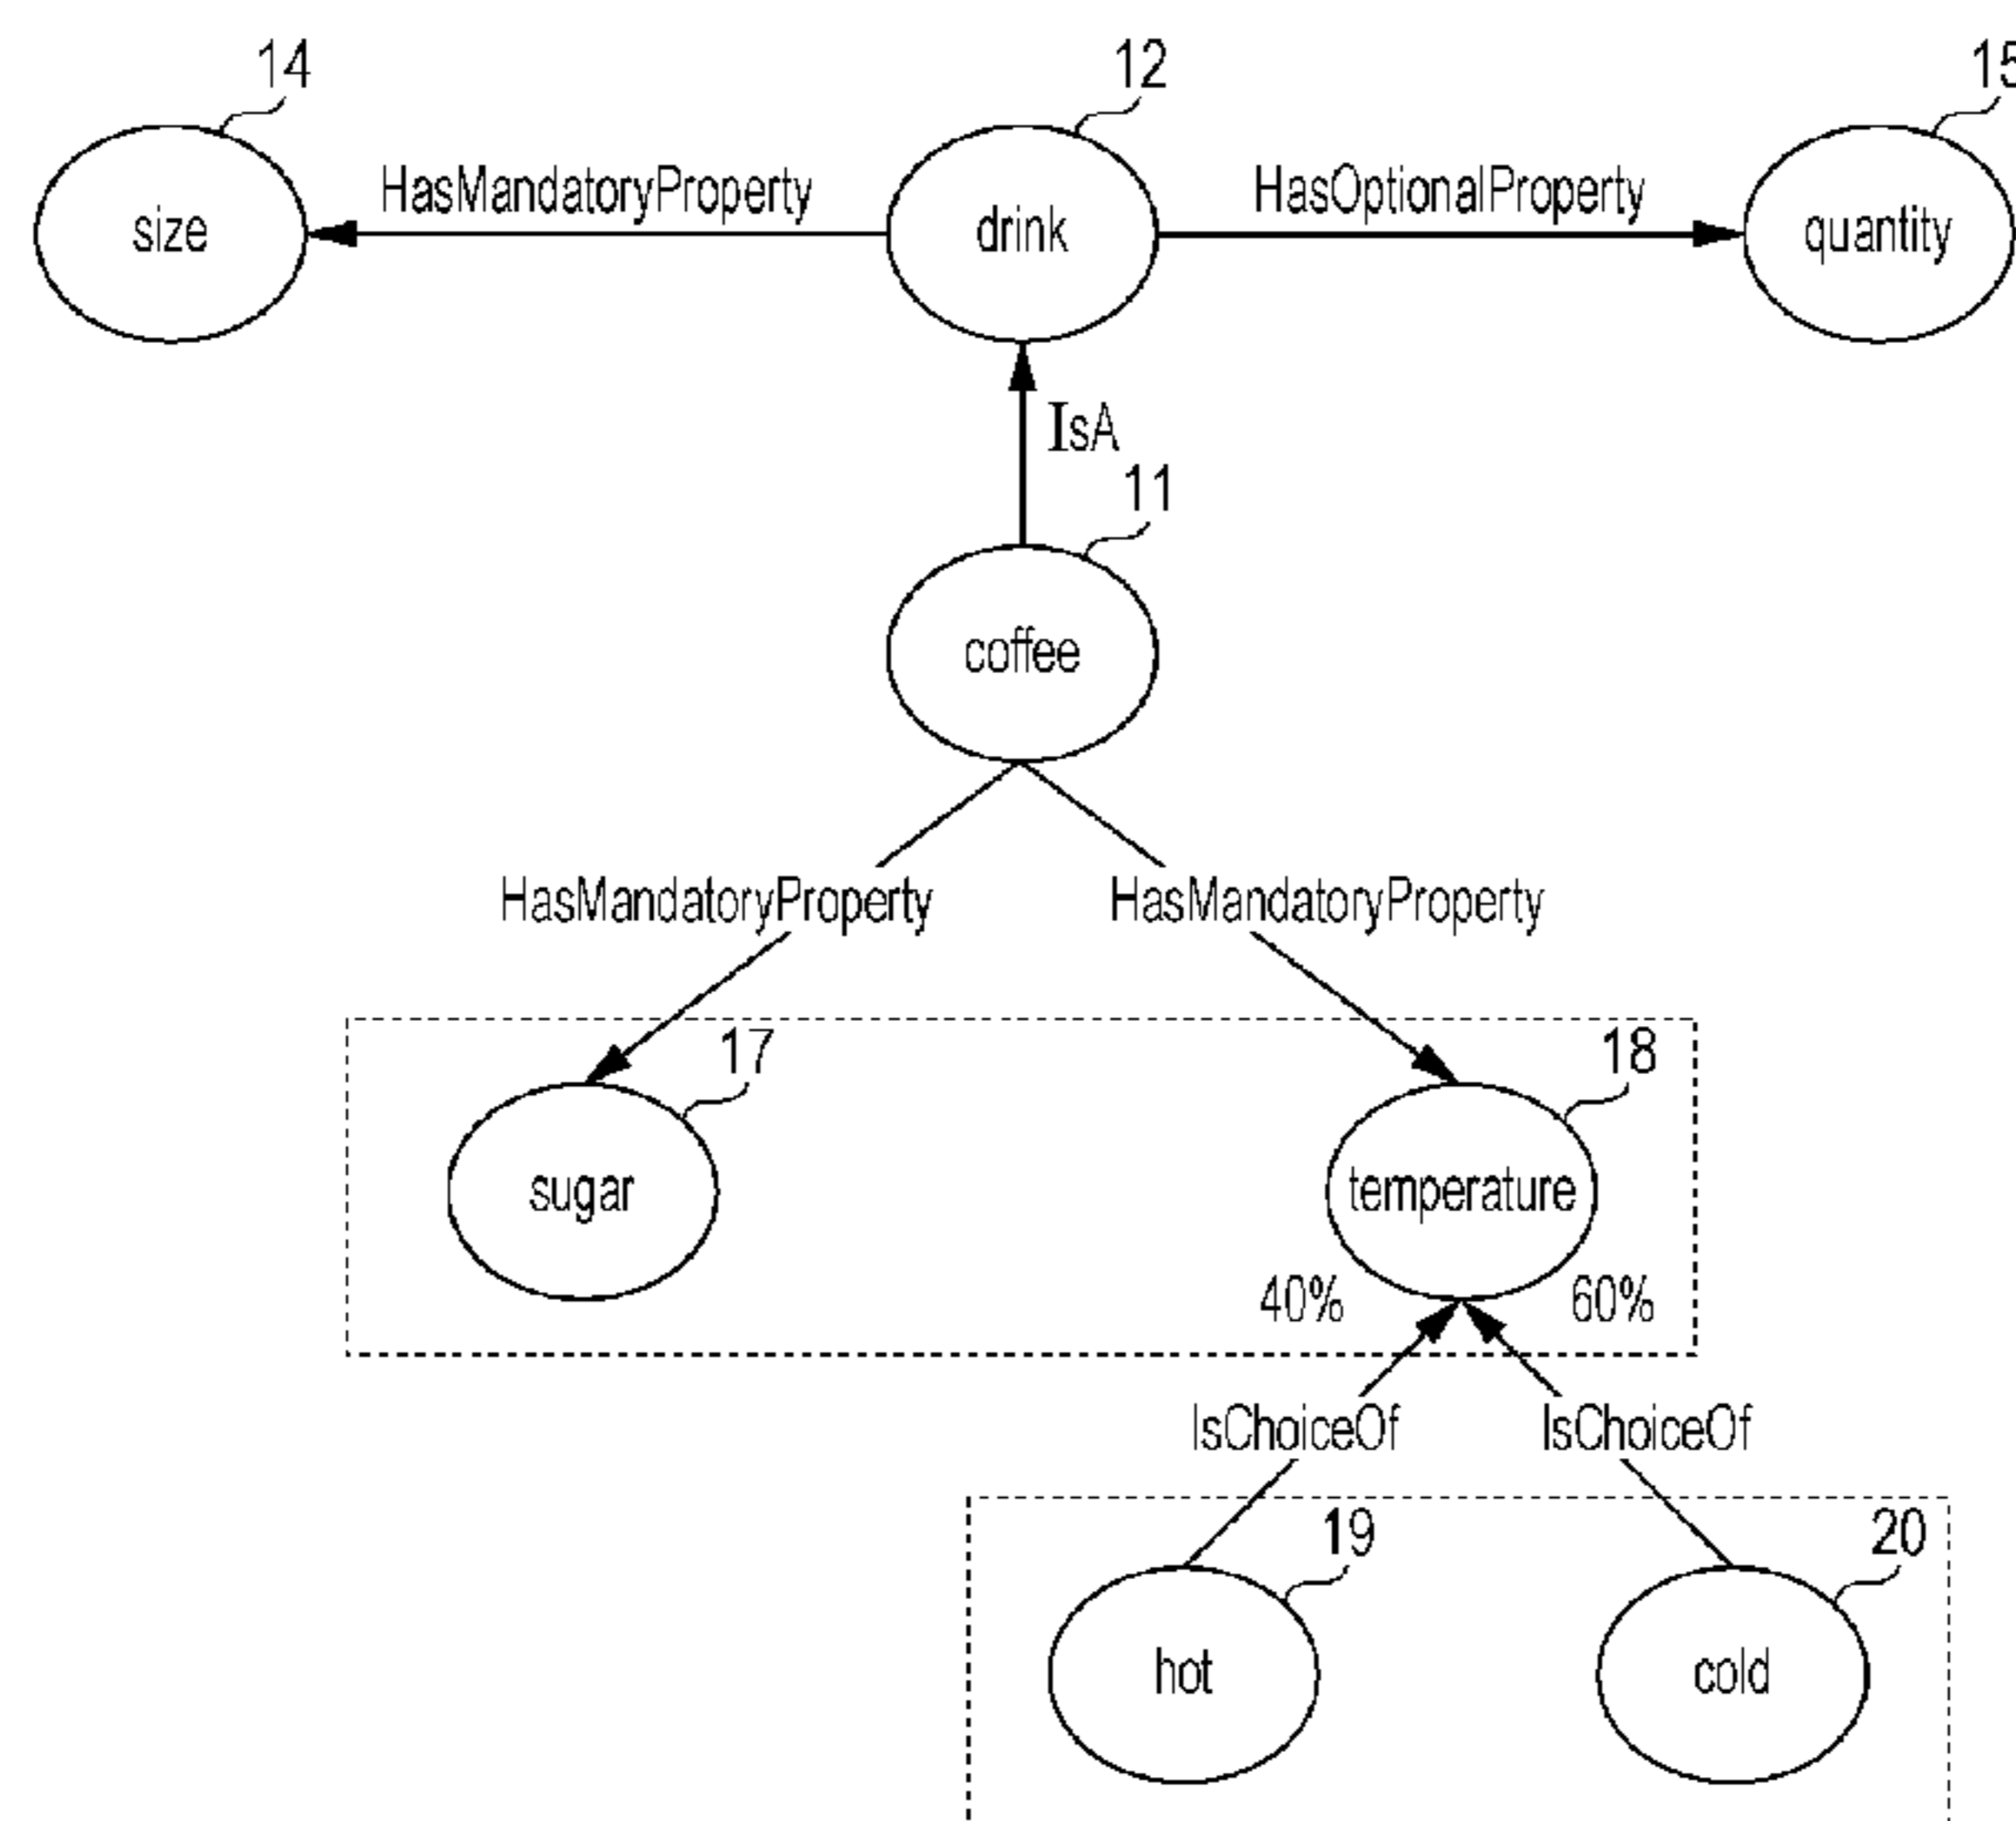 14
12
15
HasMandatoryProperty
HasOptionalProperty
size
drink
quantity
IsA
11
coffee
HasMandatoryProperty
HasMandatoryProperty
17
18
sugar
temperature
40%
60%
IsChoiceOf
IsChoiceOf
19
20
hot
cold